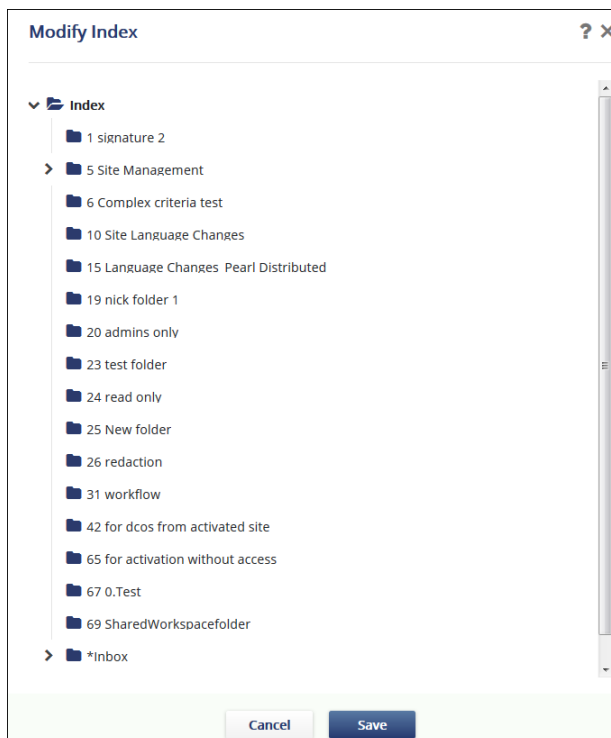 Modify Index
?
Index
1 signature 2
5 Site Management
6 Complex criteria test
10 Site Language Changes
15 Language Changes_Pearl Distributed
19 nick folder 1
20 admins only
23 test folder
24 read only
25 New folder
26 redaction
31 workflow
42 for dcos from activated site
65 for activation without access
67 0.Test
69 SharedWorkspacefolder
*Inbox
Cancel Save